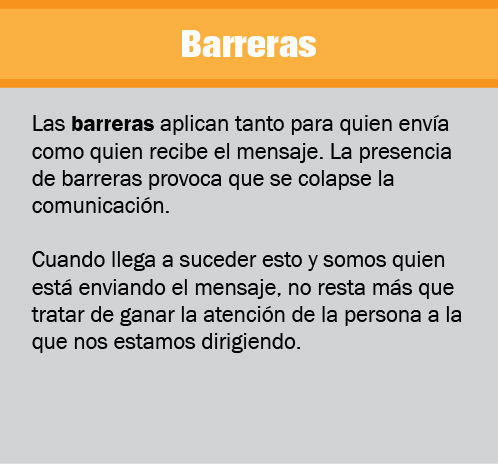 Barreras
Las barreras aplican tanto para quien envía
como quien recibe el mensaje. La presencia
de barreras provoca que se colapse la
comunicación.
Cuando llega a suceder esto y somos quien
está enviando el mensaje, no resta más que
tratar de ganar la atención de la persona a la
que nos estamos dirigiendo.